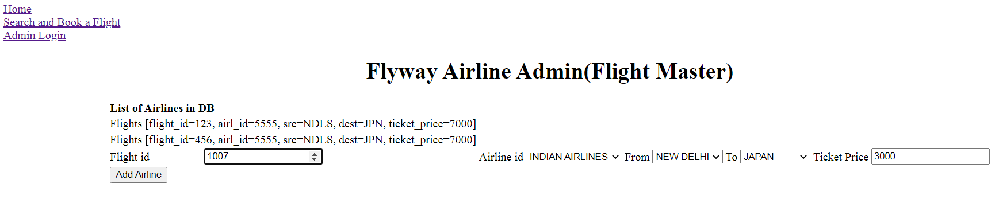 Home
Search and Book a Flight
Admin Login
Flyway Airline Admin(Flight Master)
List of Airlines in DB
Flights [flight_id=123, airl_id=5555, src=NDLS, dest=JPN, ticket_price=7000]
Flights [flight_id=456, airl_id=5555, src=NDLS, dest=JPN, ticket_price=7000]
Flight id 1007 Airline id INDIAN AIRLINES From NEW DELHI To JAPAN Ticket Price 3000
Add Airline